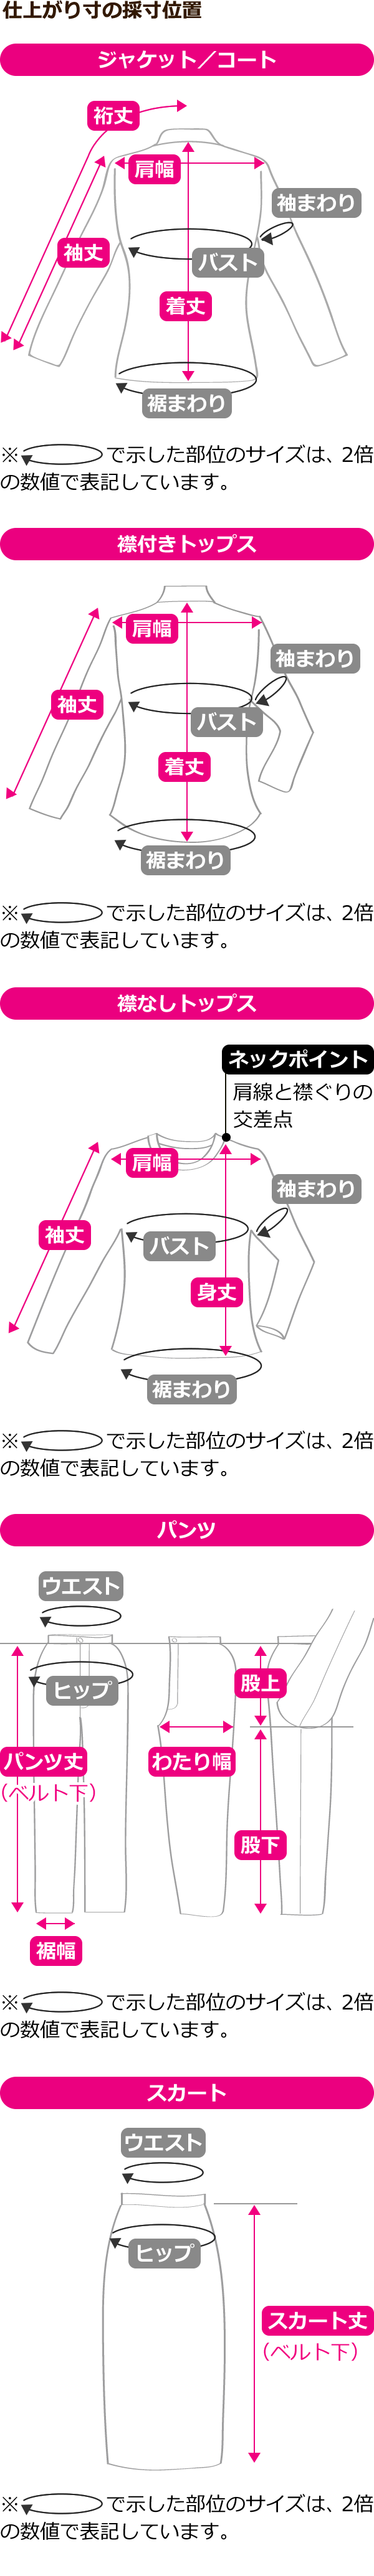 仕上がり寸の採寸位置
ジャケット／コート
裄丈
肩幅
袖まわり
袖丈
バスト
着丈
裾まわり
※で示した部位のサイズは、2倍
の数値で表記しています。
襟付きトップス
肩幅
袖まわり
袖丈
バスト
着丈
裾まわり
※で示した部位のサイズは、2倍
の数値で表記しています。
襟なしトップス
ネックポイント
肩線と襟ぐりの
交差点
肩幅
袖まわり
袖丈
バスト
身丈
裾まわり
※で示した部位のサイズは、2倍
の数値で表記しています。
パンツ
ウエスト
ヒップ
股上
パンツ丈
（ベルト下）
わたり幅
股下
裾幅
※で示した部位のサイズは、2倍
の数値で表記しています。
スカート
ウエスト
ヒップ
スカート丈
（ベルト下）
※で示した部位のサイズは、2倍
の数値で表記しています。